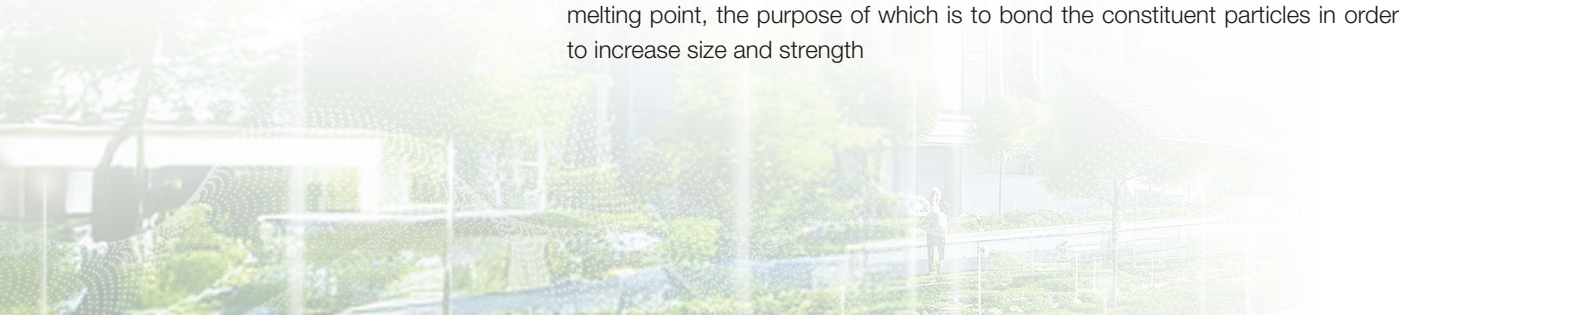 melting point, the purpose of which is to bond the constituent particles in order
to increase size and strength